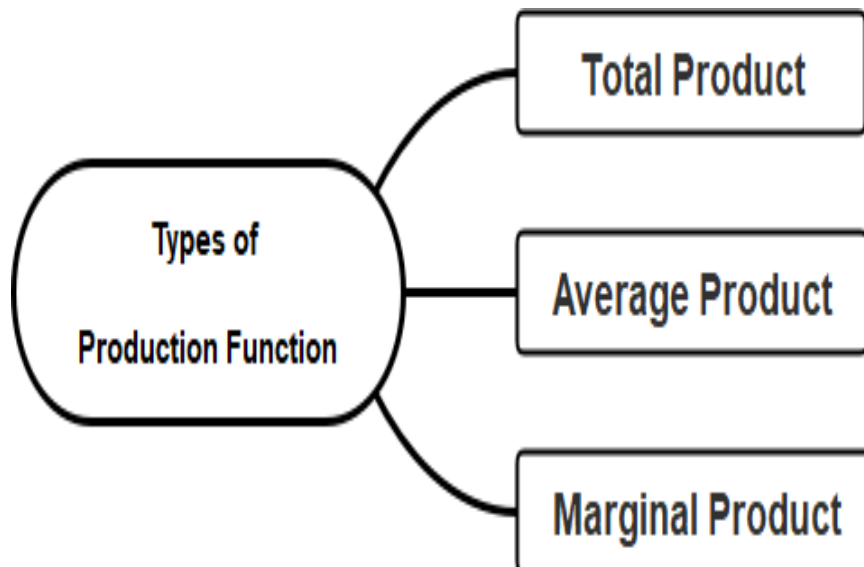 Types of
Production Function
Total Product
Average Product
Marginal Product